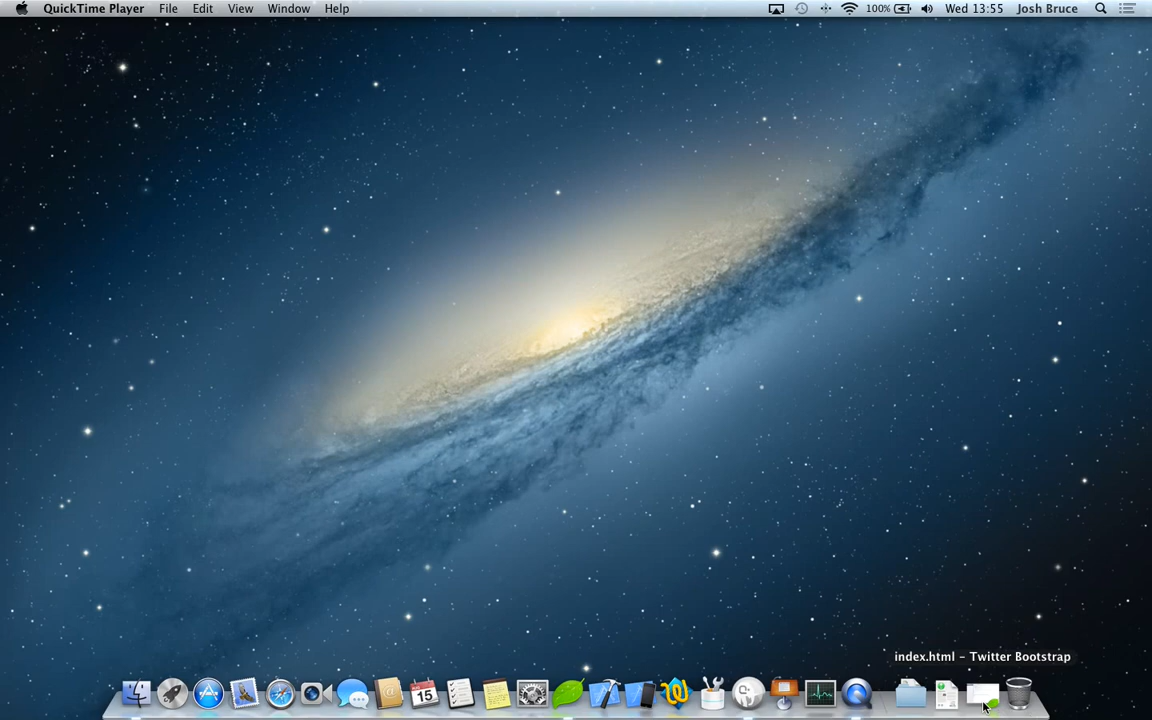 QuickTime Player File Edit View Window Help 100% Wed 13:55 Josh Bruce
index.html – Twitter Bootstrap
15